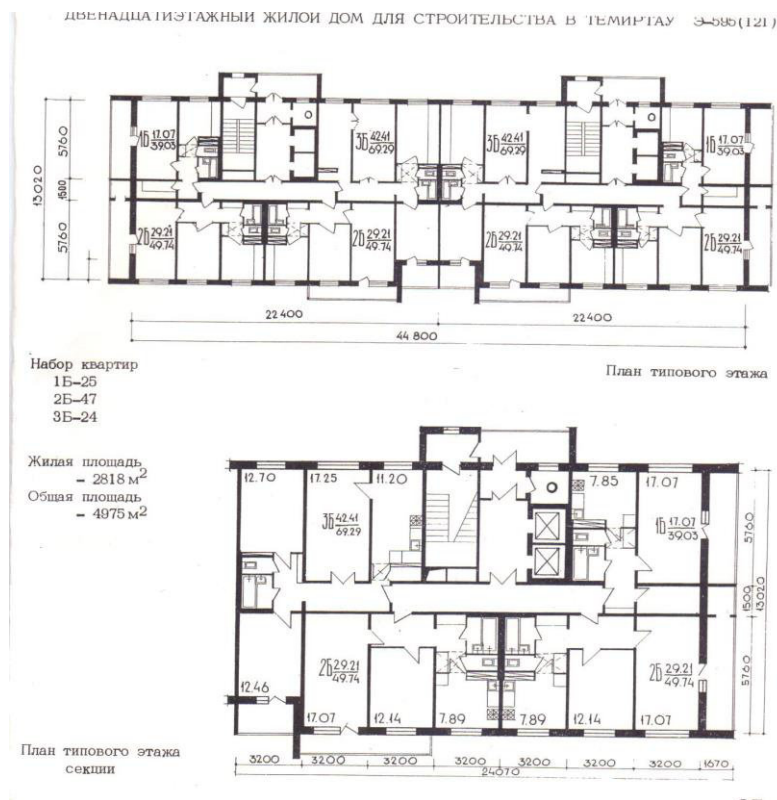 ДВЕНАДЦАТИЭТАЖНЫЙ ЖИЛОЙ ДОМ ДЛЯ СТРОИТЕЛЬСТВА В ТЕМИРТАУ Э-595(121)
13020
5760
1500
5760
1Б 17.07 39.03
3Б 42.41 69.29
3Б 42.41 69.29
1Б 17.07 39.03
2Б 29.21 49.74
2Б 29.21 49.74
2Б 29.21 49.74
2Б 29.21 49.74
22400
22400
44800
Набор квартир
1Б-25
2Б-47
3Б-24
План типового этажа
Жилая площадь
- 2818 м²
Общая площадь
- 4975 м²
12.70
17.25
11.20
7.85
17.07
3Б 42.41 69.29
1Б 17.07 39.03
5760
1500
5760
13020
12.46
2Б 29.21 49.74
2Б 29.21 49.74
17.07
12.14
7.89
7.89
12.14
17.07
План типового этажа
секции
3200 3200 3200 3200 3200 3200 3200 1670
24070